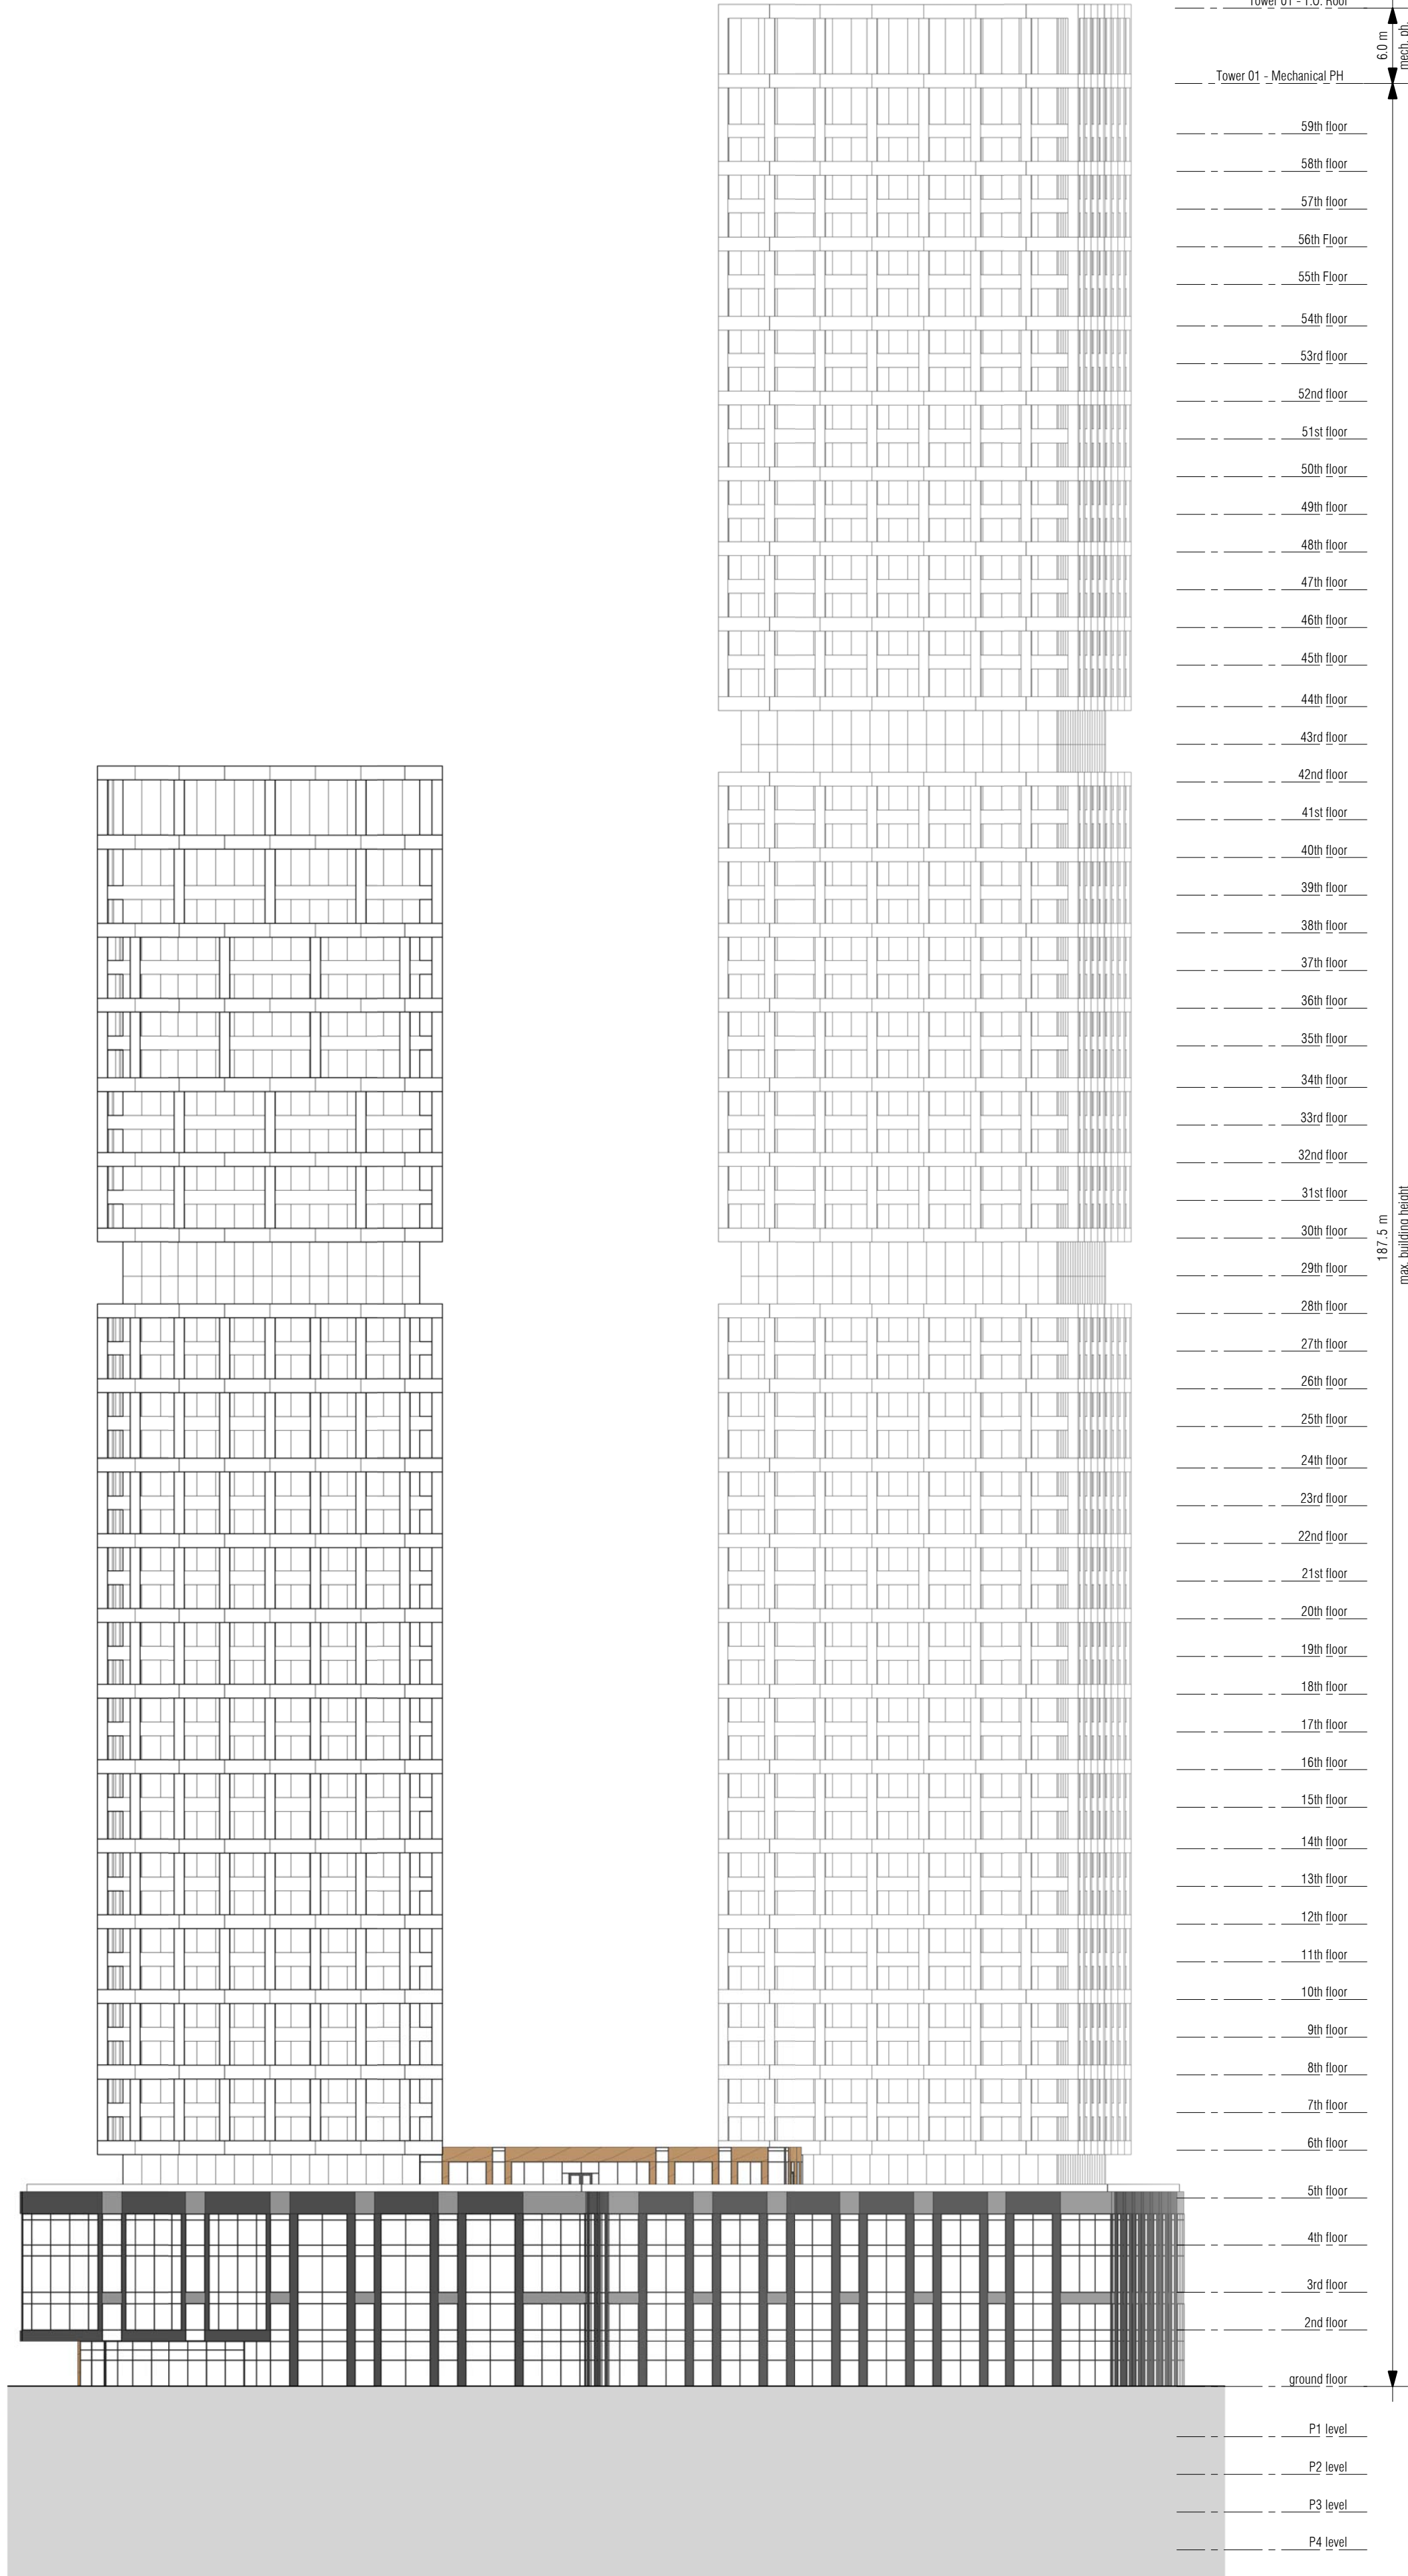 Tower 01 - T.O. Roof
6.0 m
mech. ph.
Tower 01 - Mechanical PH
59th floor
58th floor
57th floor
56th Floor
55th Floor
54th floor
53rd floor
52nd floor
51st floor
50th floor
49th floor
48th floor
47th floor
46th floor
45th floor
44th floor
43rd floor
42nd floor
41st floor
40th floor
39th floor
38th floor
37th floor
36th floor
35th floor
34th floor
33rd floor
32nd floor
31st floor
30th floor
187.5 m
max. building height
29th floor
28th floor
27th floor
26th floor
25th floor
24th floor
23rd floor
22nd floor
21st floor
20th floor
19th floor
18th floor
17th floor
16th floor
15th floor
14th floor
13th floor
12th floor
11th floor
10th floor
9th floor
8th floor
7th floor
6th floor
5th floor
4th floor
3rd floor
2nd floor
ground floor
P1 level
P2 level
P3 level
P4 level